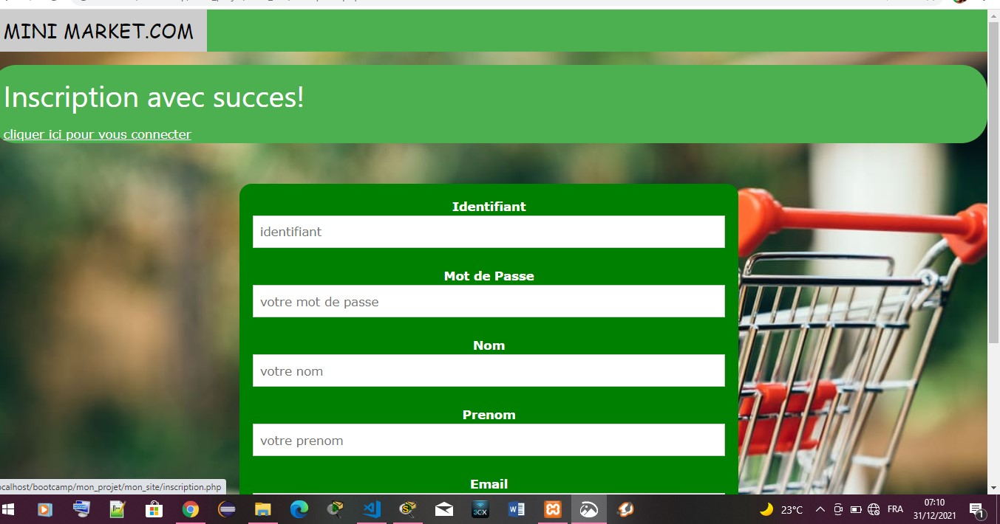 MINI MARKET.COM
Inscription avec succes!
cliquer ici pour vous connecter
Identifiant
identifiant
Mot de Passe
votre mot de passe
Nom
votre nom
Prenom
votre prenom
Email
ocalhost/bootcamp/mon_projet/mon_site/inscription.php
3CX
23°C
FRA
07:10
31/12/2021
1